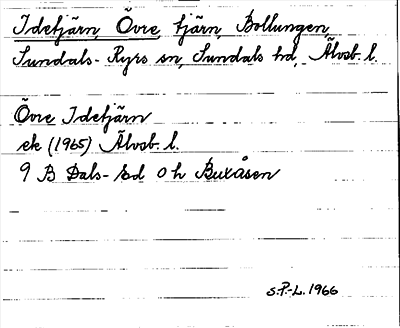 Idetjärn, Övre, tjärn, Bollungen,
Sundals-Ryrs sn, Sundals hd, Älvsb. l.
Övre Idetjärn
ek (1965) Älvsb. l.
9 B Dals-Ed 0 h Buxåsen
S.P.-L. 1966